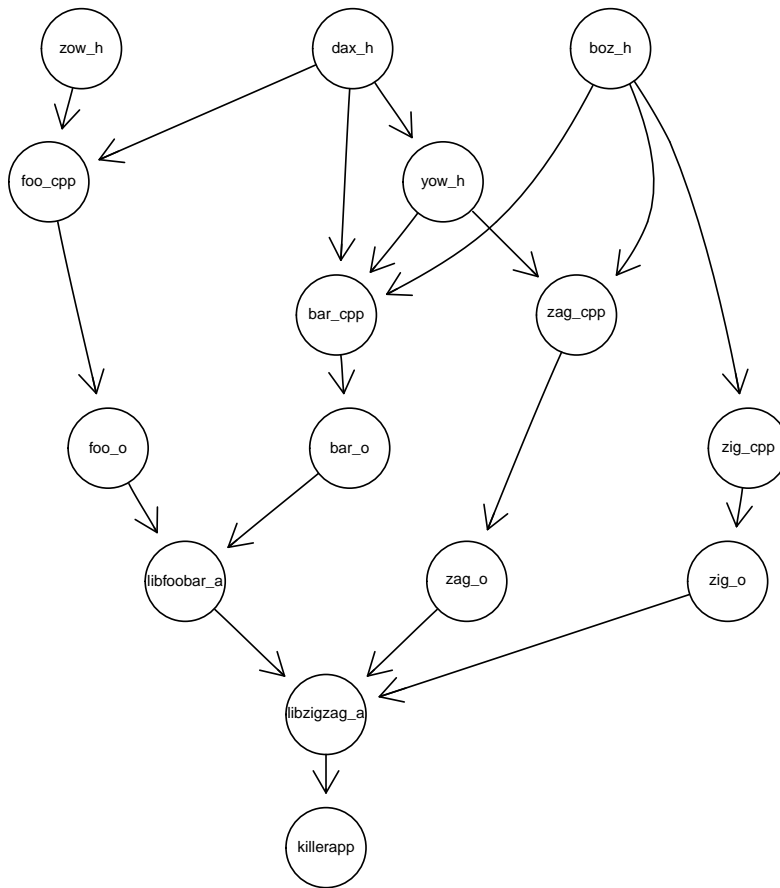 zow_h
dax_h
boz_h
foo_cpp
yow_h
bar_cpp
zag_cpp
foo_o
bar_o
zig_cpp
libfoobar_a
zag_o
zig_o
libzigzag_a
killerapp